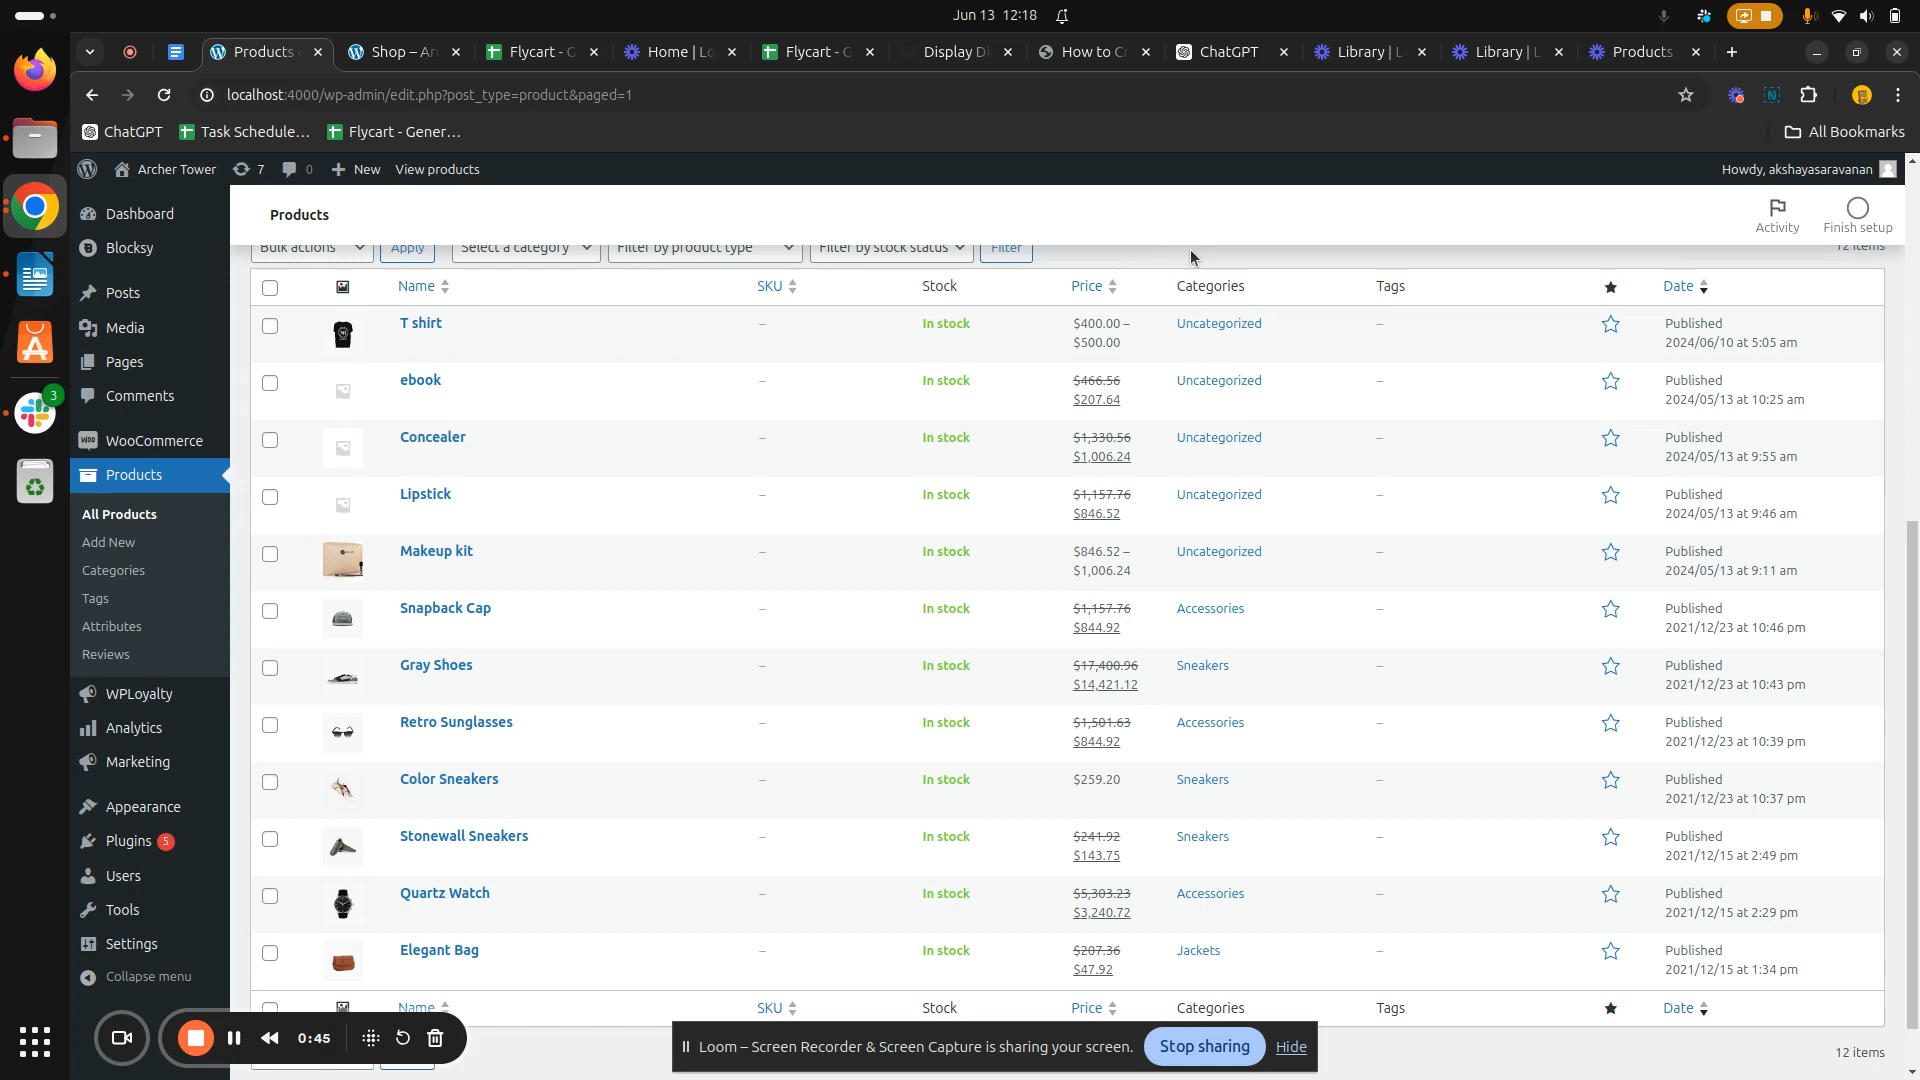 Jun 13 12:18
Products
Shop – Ar
Flycart - G
Home | Lo
Flycart - G
Display Di
How to Cr
ChatGPT
Library | L
Library | L
Products
localhost:4000/wp-admin/edit.php?post_type=product&paged=1
ChatGPT
Task Schedule...
Flycart - Gener...
All Bookmarks
Archer Tower
7
0
New
View products
Howdy, akshayasaravanan
Dashboard
Blocksy
Posts
Media
Pages
Comments
WooCommerce
Products
All Products
Add New
Categories
Tags
Attributes
Reviews
WPLoyalty
Analytics
Marketing
Appearance
Plugins 5
Users
Tools
Settings
Collapse menu
3
Products
Activity
Finish setup
Bulk actions
Apply
Select a category
Filter by product type
Filter by stock status
Filter
12 items
Name SKU Stock Price Categories Tags Date
T shirt – In stock $400.00 – Uncategorized – Published
$500.00 2024/06/10 at 5:05 am
ebook – In stock $466.56 Uncategorized – Published
$207.64 2024/05/13 at 10:25 am
Concealer – In stock $1,330.56 Uncategorized – Published
$1,006.24 2024/05/13 at 9:55 am
Lipstick – In stock $1,157.76 Uncategorized – Published
$846.52 2024/05/13 at 9:46 am
Makeup kit – In stock $846.52 – Uncategorized – Published
$1,006.24 2024/05/13 at 9:11 am
Snapback Cap – In stock $1,157.76 Accessories – Published
$844.92 2021/12/23 at 10:46 pm
Gray Shoes – In stock $17,400.96 Sneakers – Published
$14,421.12 2021/12/23 at 10:43 pm
Retro Sunglasses – In stock $1,501.63 Accessories – Published
$844.92 2021/12/23 at 10:39 pm
Color Sneakers – In stock $259.20 Sneakers – Published
2021/12/23 at 10:37 pm
Stonewall Sneakers – In stock $241.92 Sneakers – Published
$143.75 2021/12/15 at 2:49 pm
Quartz Watch – In stock $5,303.23 Accessories – Published
$3,240.72 2021/12/15 at 2:29 pm
Elegant Bag – In stock $207.36 Jackets – Published
$47.92 2021/12/15 at 1:34 pm
Name SKU Stock Price Categories Tags Date
0:45
Loom – Screen Recorder & Screen Capture is sharing your screen.
Stop sharing
Hide
12 items